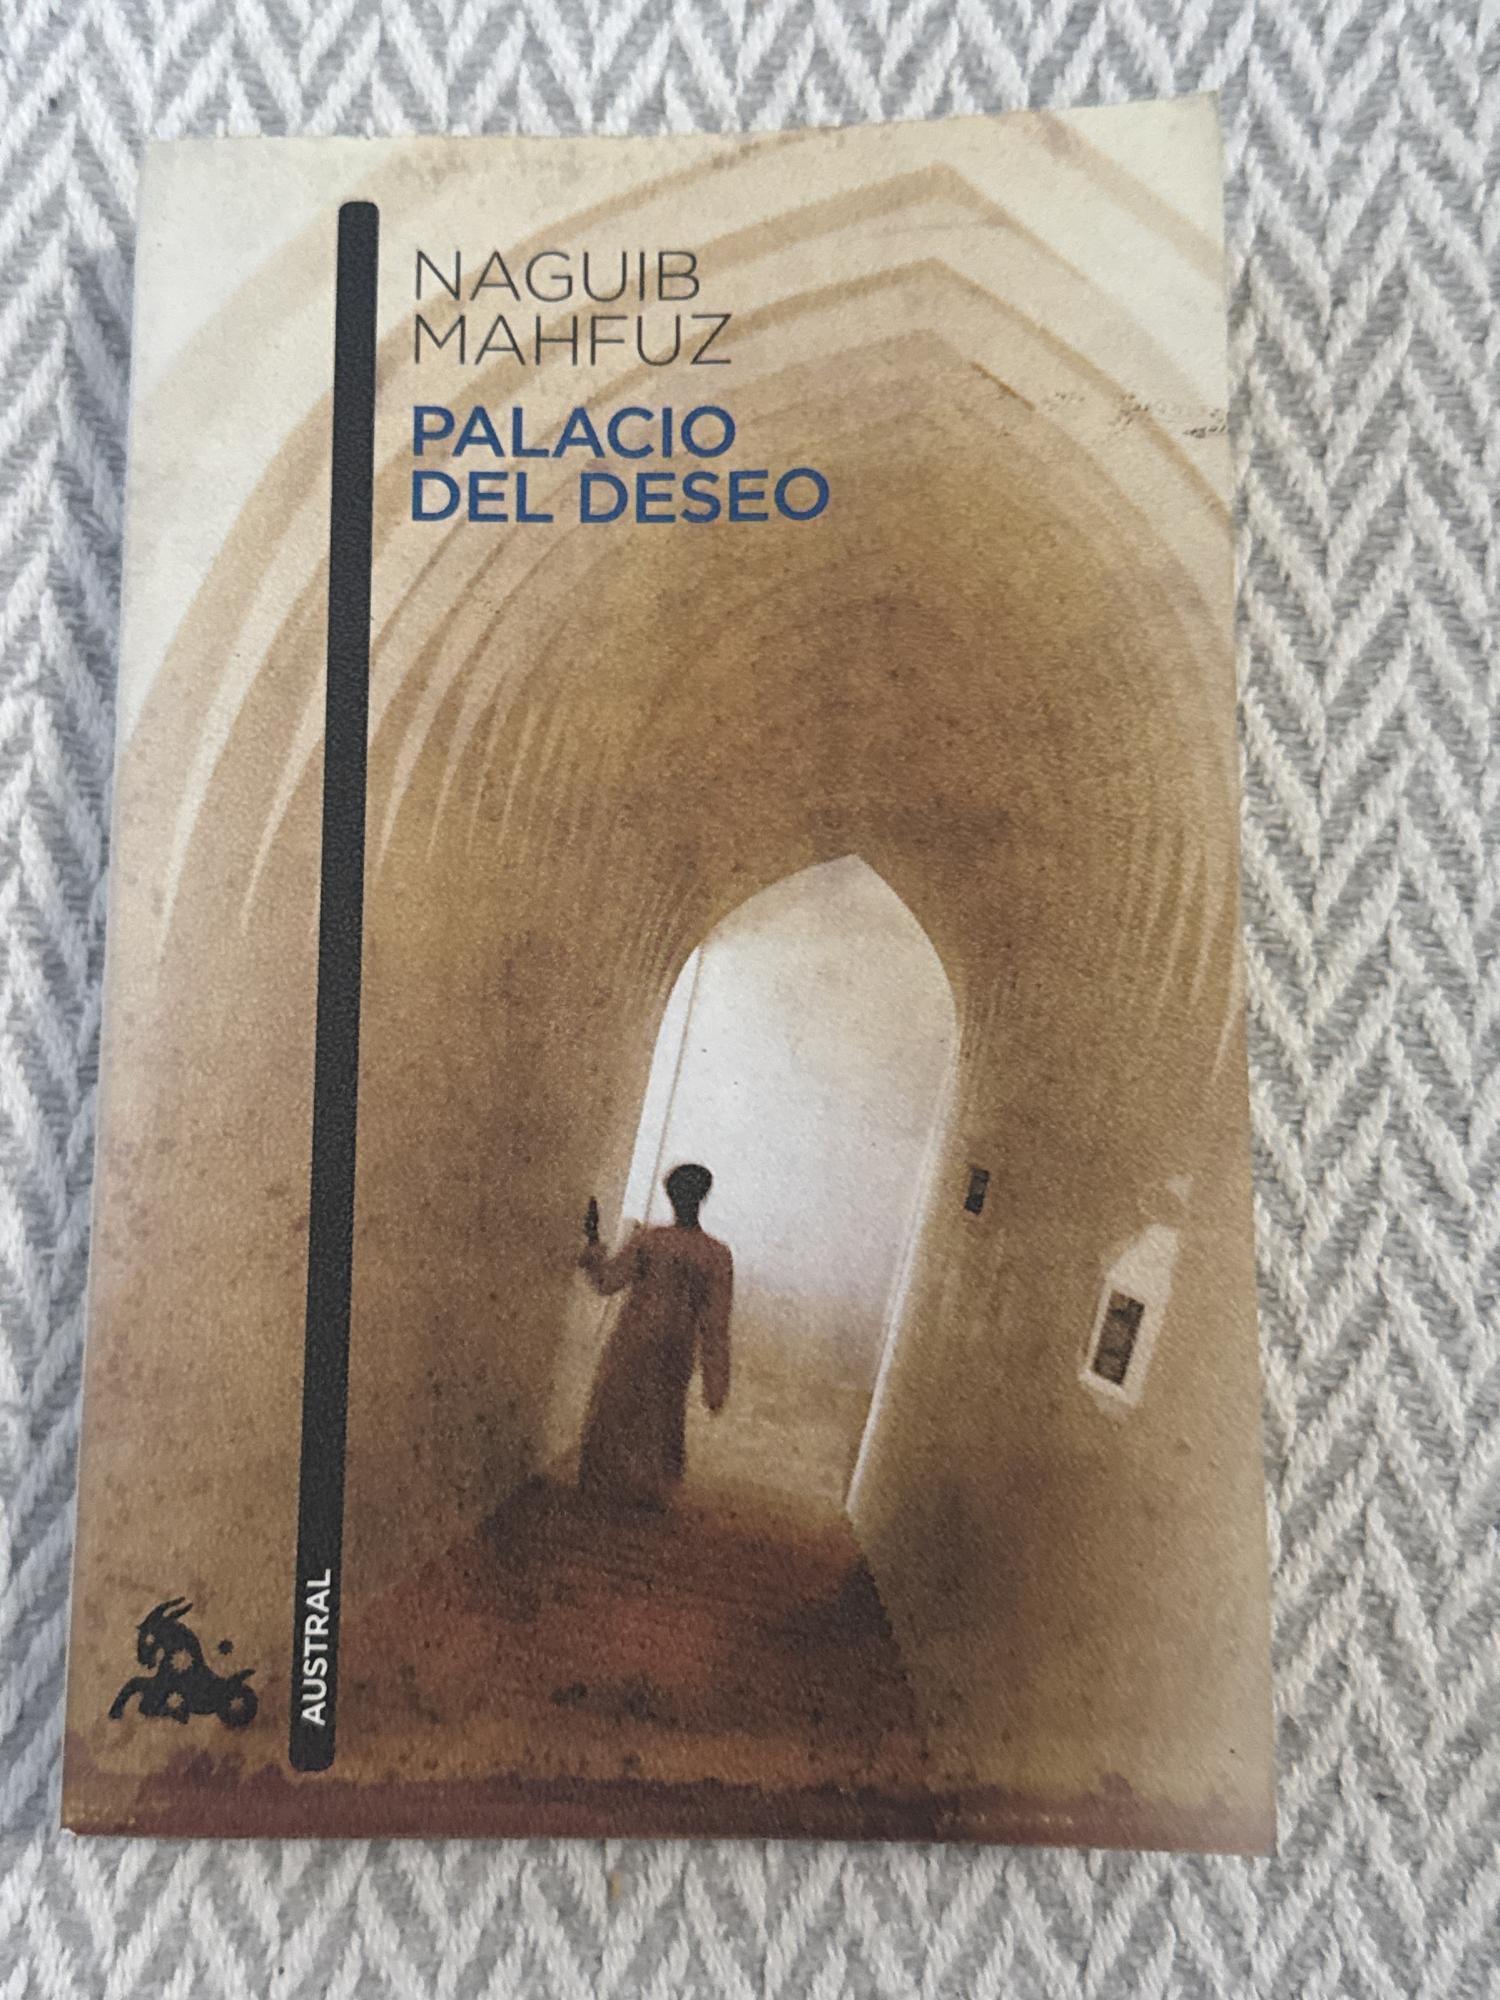 NAGUIB
MAHFUZ
PALACIO
DEL DESEO
AUSTRAL